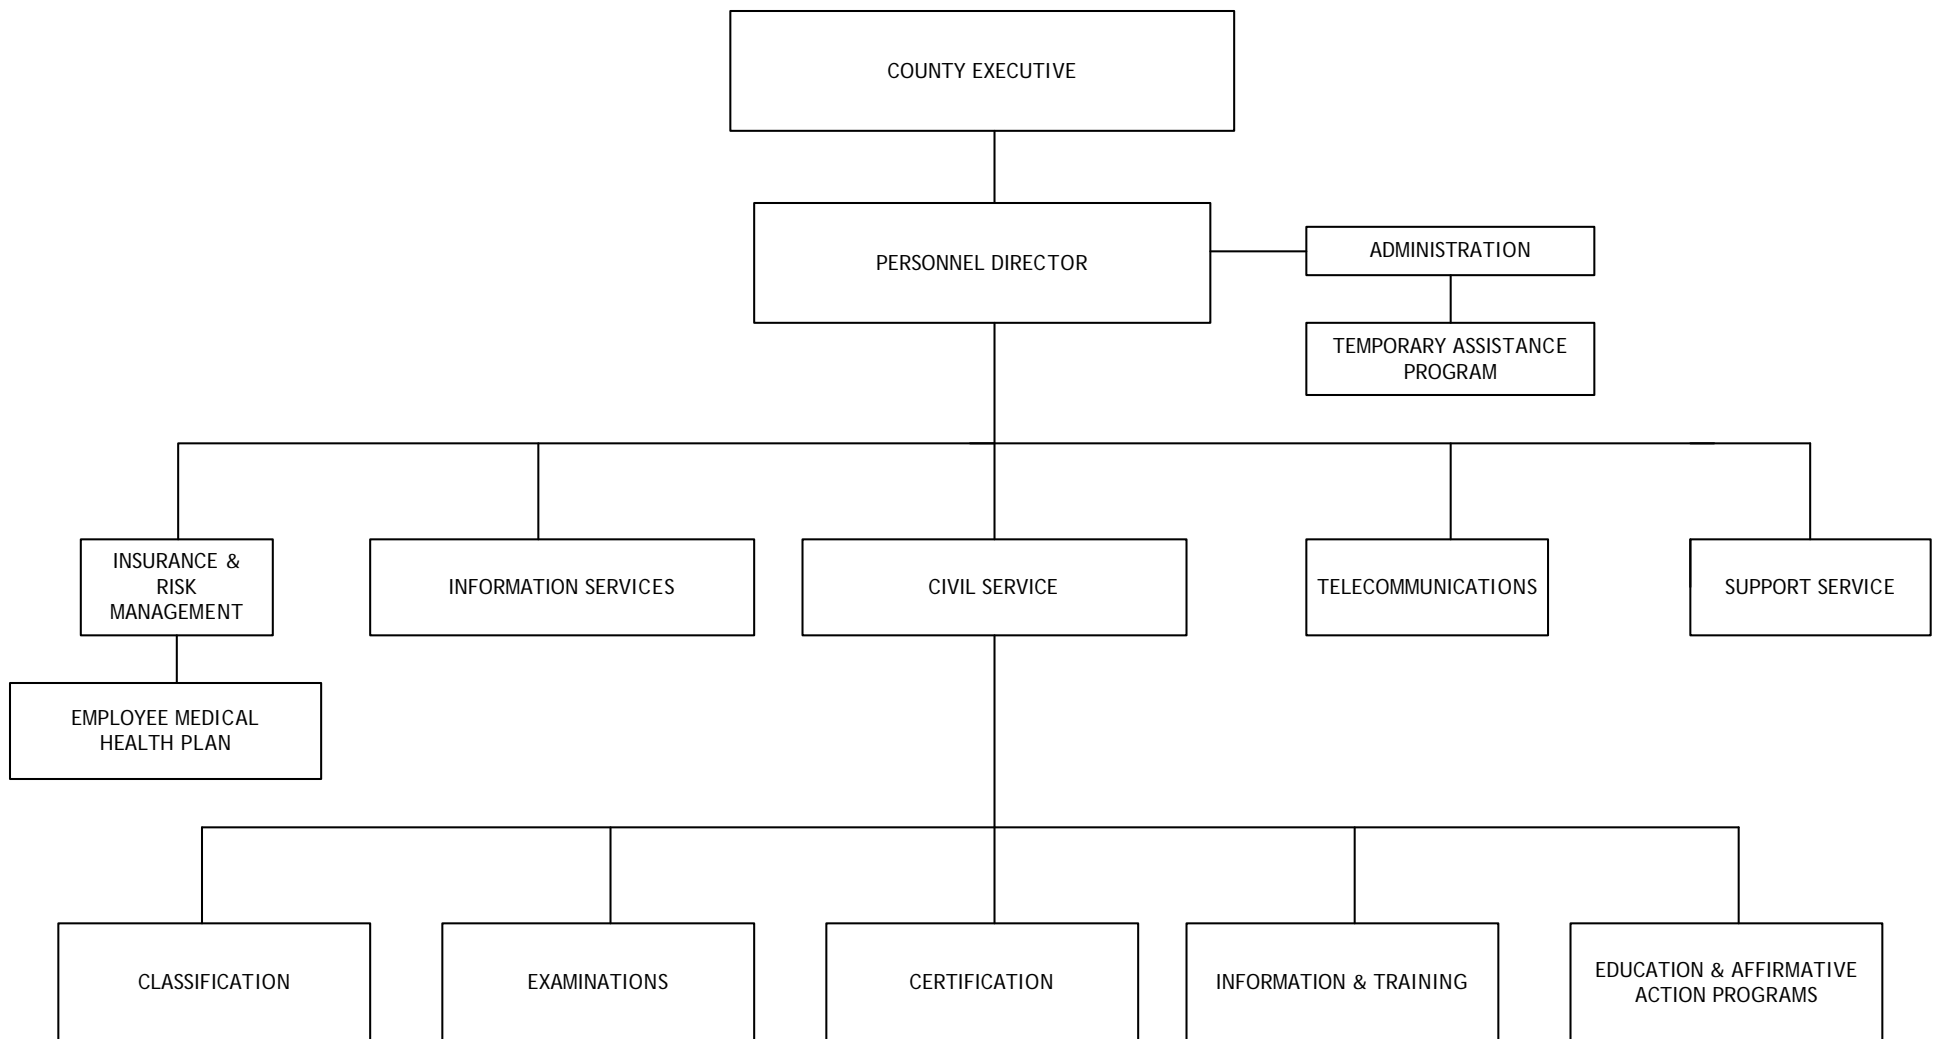 COUNTY EXECUTIVE
PERSONNEL DIRECTOR
ADMINISTRATION
TEMPORARY ASSISTANCE
PROGRAM
INSURANCE &
RISK
MANAGEMENT
INFORMATION SERVICES
CIVIL SERVICE
TELECOMMUNICATIONS
SUPPORT SERVICE
EMPLOYEE MEDICAL
HEALTH PLAN
CLASSIFICATION
EXAMINATIONS
CERTIFICATION
INFORMATION & TRAINING
EDUCATION & AFFIRMATIVE
ACTION PROGRAMS